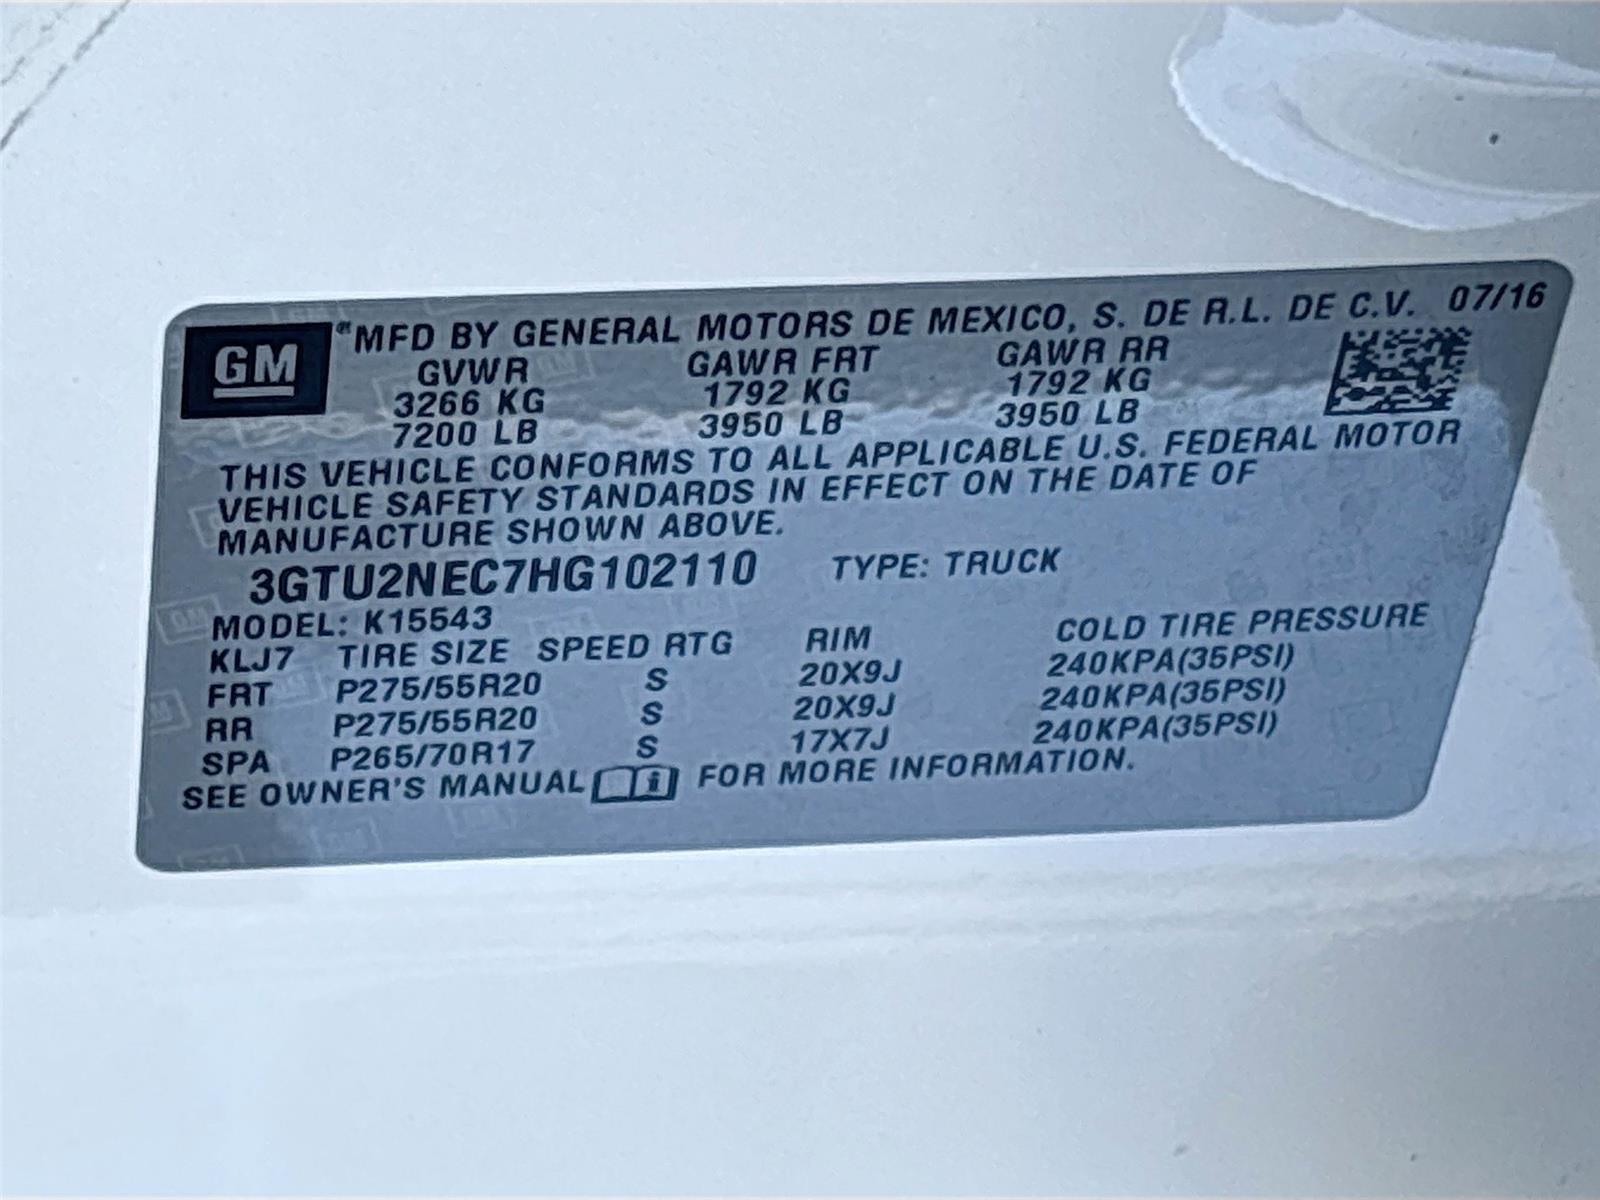 GM
MFD BY GENERAL MOTORS DE MEXICO, S. DE R.L. DE C.V. 07/16
GVWR GAWR FRT GAWR RR
3266 KG 1792 KG 1792 KG
7200 LB 3950 LB 3950 LB
THIS VEHICLE CONFORMS TO ALL APPLICABLE U.S. FEDERAL MOTOR
VEHICLE SAFETY STANDARDS IN EFFECT ON THE DATE OF
MANUFACTURE SHOWN ABOVE.
3GTU2NEC7HG102110 TYPE: TRUCK
MODEL: K15543
KLJ7 TIRE SIZE SPEED RTG RIM COLD TIRE PRESSURE
FRT P275/55R20 S 20X9J 240KPA(35PSI)
RR P275/55R20 S 20X9J 240KPA(35PSI)
SPA P265/70R17 S 17X7J 240KPA(35PSI)
SEE OWNER'S MANUAL FOR MORE INFORMATION.